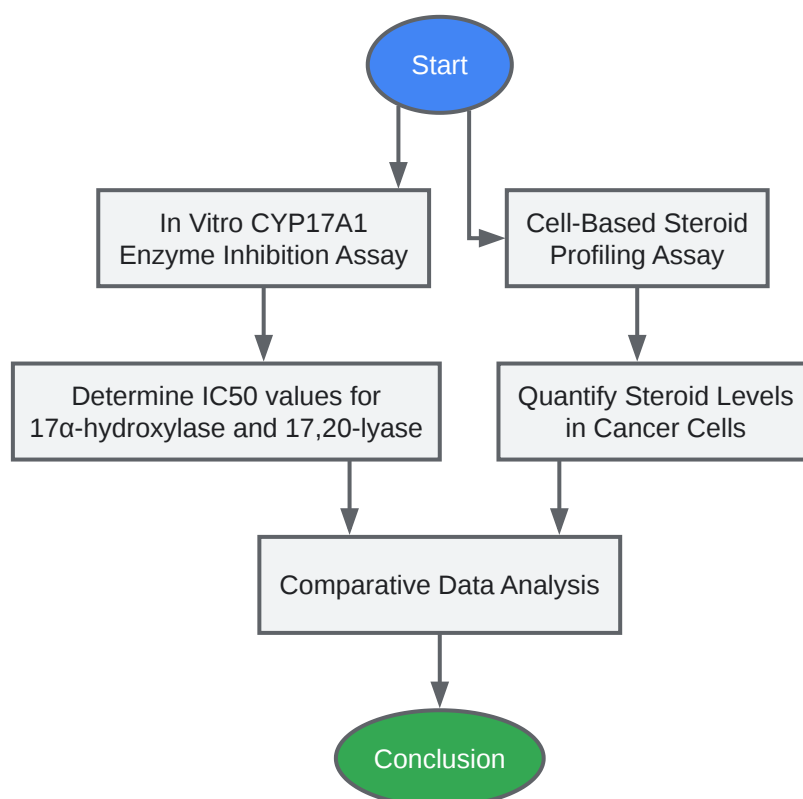 Start
In Vitro CYP17A1
Enzyme Inhibition Assay
Cell-Based Steroid
Profiling Assay
Determine IC50 values for
17α-hydroxylase and 17,20-lyase
Quantify Steroid Levels
in Cancer Cells
Comparative Data Analysis
Conclusion